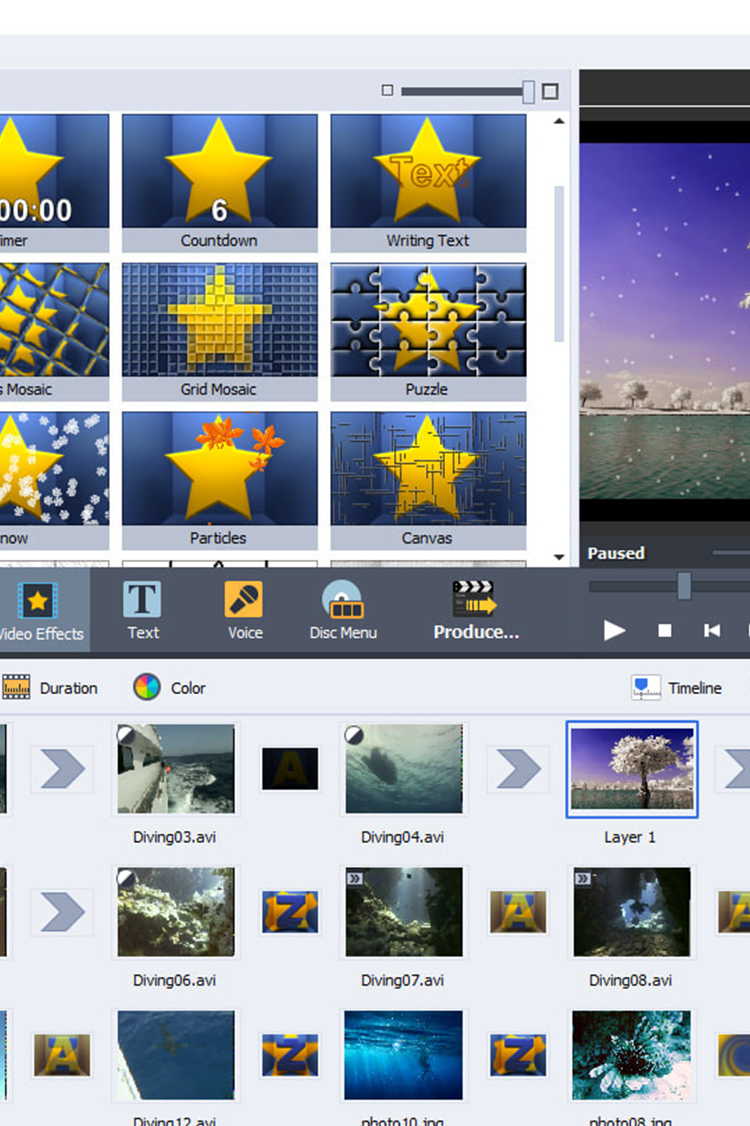 00:00
6
Text
imer
Countdown
Writing Text
s Mosaic
Grid Mosaic
Puzzle
now
Particles
Canvas
Paused
T
Video Effects
Text
Voice
Disc Menu
Produce...
Duration
Color
Timeline
A
Diving03.avi
Diving04.avi
Layer 1
Z
A
A
Diving06.avi
Diving07.avi
Diving08.avi
A
Z
Z
Diving12.avi
photo10.jpg
photo08.jpg